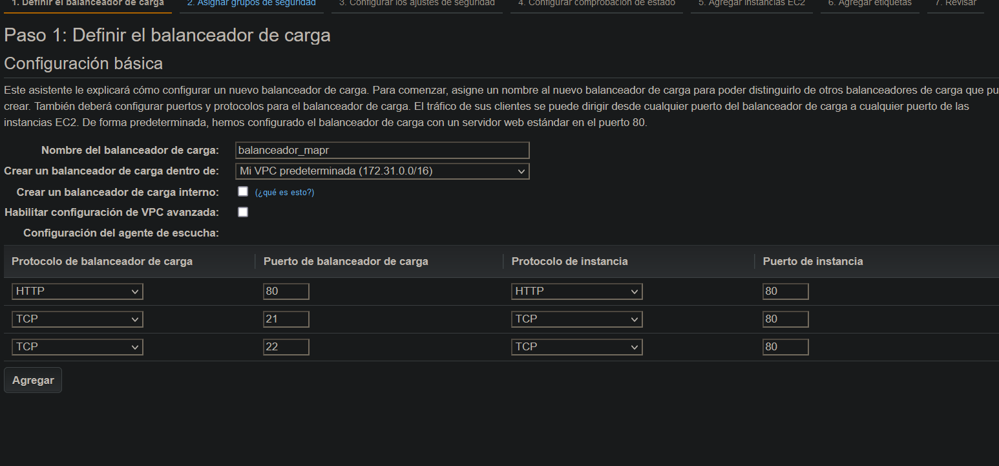 1. Definir el balanceador de carga 2. Asignar grupos de seguridad 3. Configurar los ajustes de seguridad 4. Configurar comprobación de estado 5. Agregar instancias EC2 6. Agregar etiquetas 7. Revisar
Paso 1: Definir el balanceador de carga
Configuración básica
Este asistente le explicará cómo configurar un nuevo balanceador de carga. Para comenzar, asigne un nombre al nuevo balanceador de carga para poder distinguirlo de otros balanceadores de carga que pu
crear. También deberá configurar puertos y protocolos para el balanceador de carga. El tráfico de sus clientes se puede dirigir desde cualquier puerto del balanceador de carga a cualquier puerto de las
instancias EC2. De forma predeterminada, hemos configurado el balanceador de carga con un servidor web estándar en el puerto 80.
Nombre del balanceador de carga: balanceador_mapr
Crear un balanceador de carga dentro de: Mi VPC predeterminada (172.31.0.0/16)
Crear un balanceador de carga interno: (¿qué es esto?)
Habilitar configuración de VPC avanzada:
Configuración del agente de escucha:
Protocolo de balanceador de carga Puerto de balanceador de carga Protocolo de instancia Puerto de instancia
HTTP 80 HTTP 80
TCP 21 TCP 80
TCP 22 TCP 80
Agregar